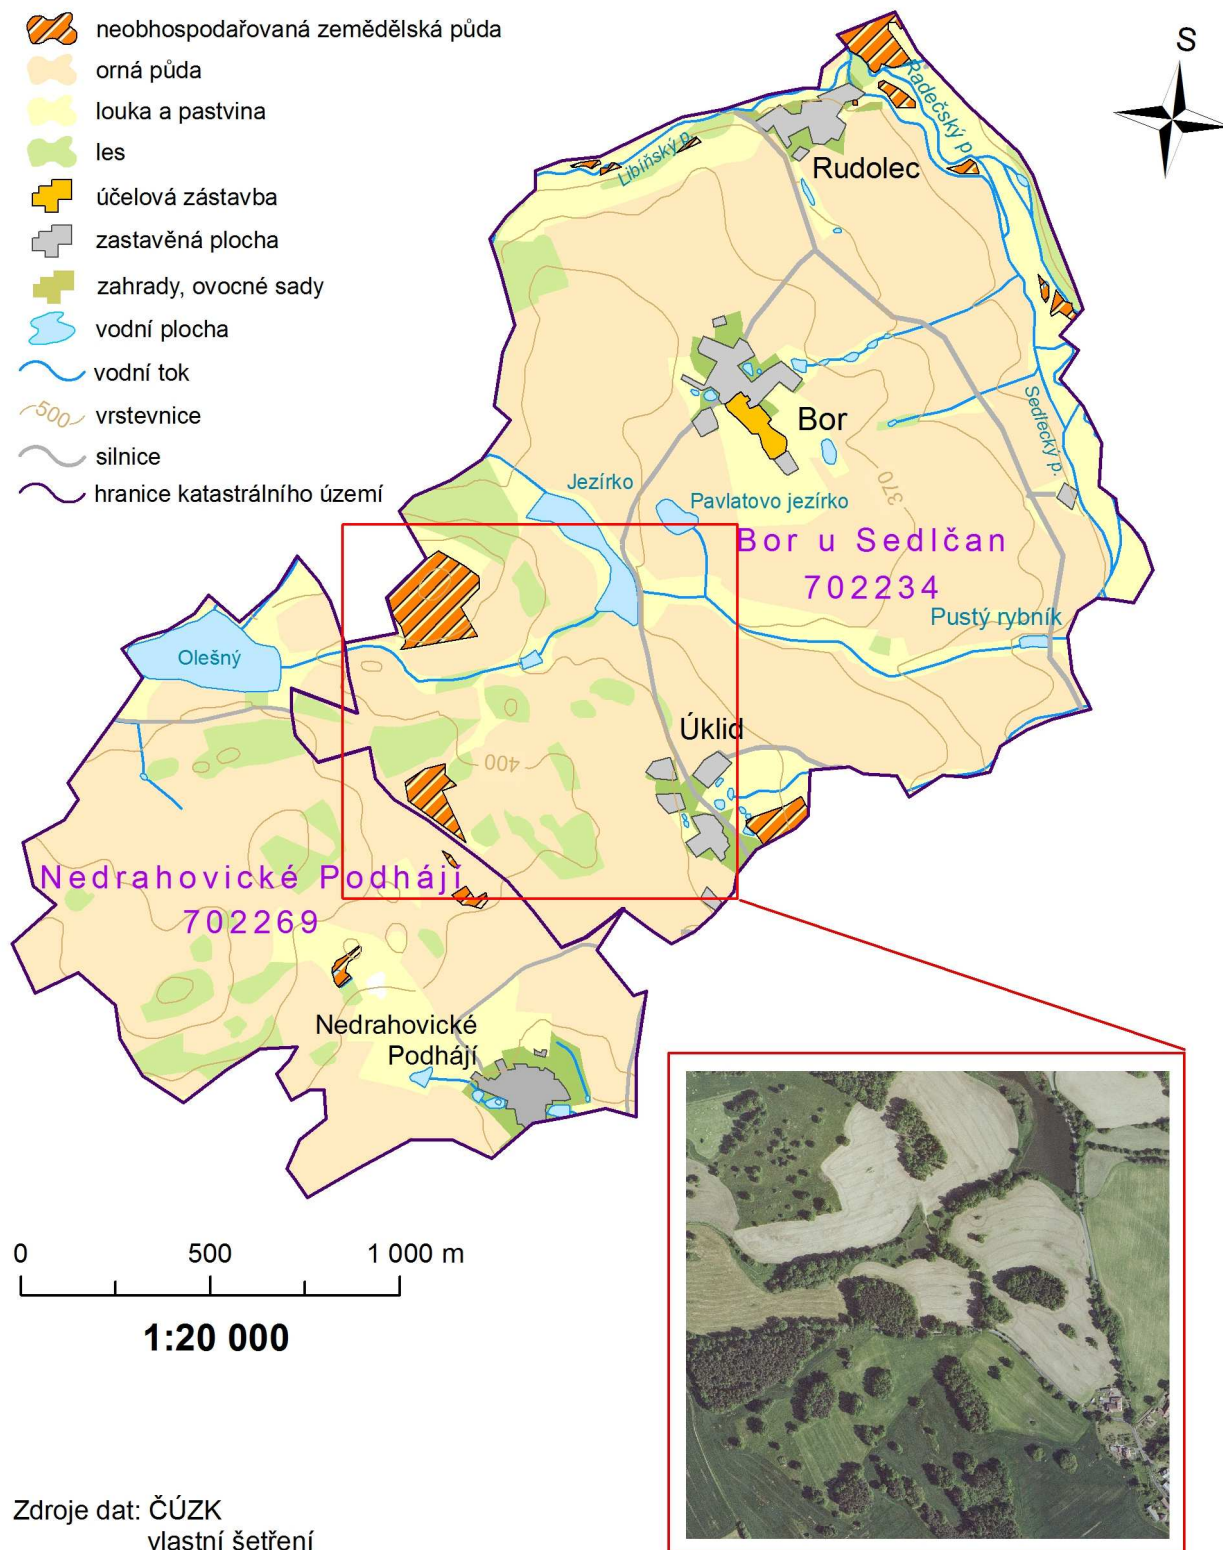 neobhospodařovaná zemědělská půda
orná půda
louka a pastvina
les
účelová zástavba
zastavěná plocha
zahrady, ovocné sady
vodní plocha
vodní tok
500
vrstevnice
silnice
hranice katastrálního území
S
Radečský p.
Libíňský p.
Rudolec
Bor
Sedlecký p.
370
Jezírko
Pavlatovo jezírko
Bor u Sedlčan
702234
Pustý rybník
Olešný
Úklid
400
Nedrahovické Podhájí
702269
Nedrahovické
Podhájí
0 500 1 000 m
1:20 000
Zdroje dat: ČÚZK
vlastní šetření